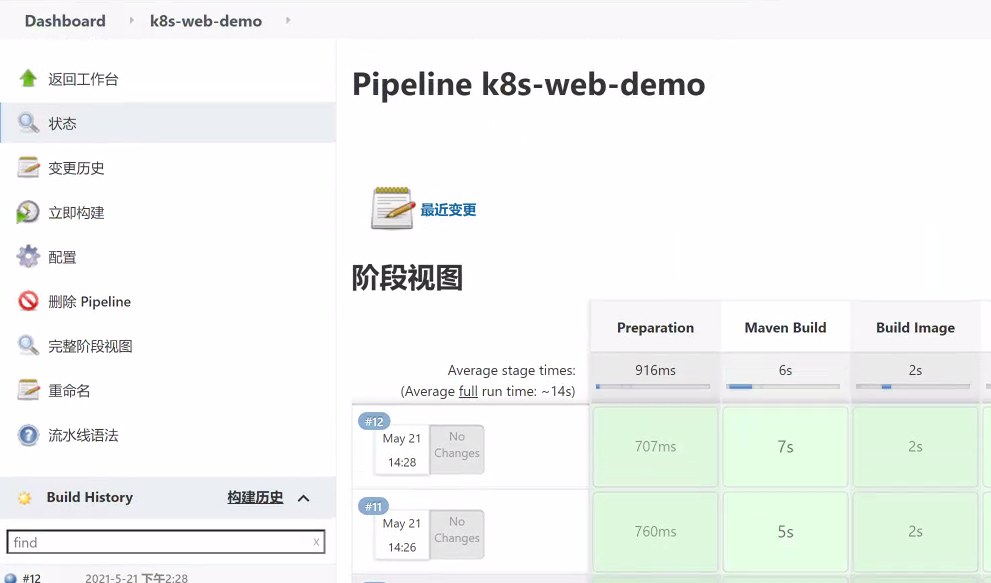 Dashboard k8s-web-demo
返回工作台
状态
变更历史
立即构建
配置
删除 Pipeline
完整阶段视图
重命名
流水线语法
Build History 构建历史
find x
#12 2021-5-21 下午2:28
Pipeline k8s-web-demo
最近变更
阶段视图
Preparation Maven Build Build Image
Average stage times: 916ms 6s 2s
(Average full run time: ~14s)
#12
May 21 No
14:28 Changes
707ms 7s 2s
#11
May 21 No
14:26 Changes
760ms 5s 2s